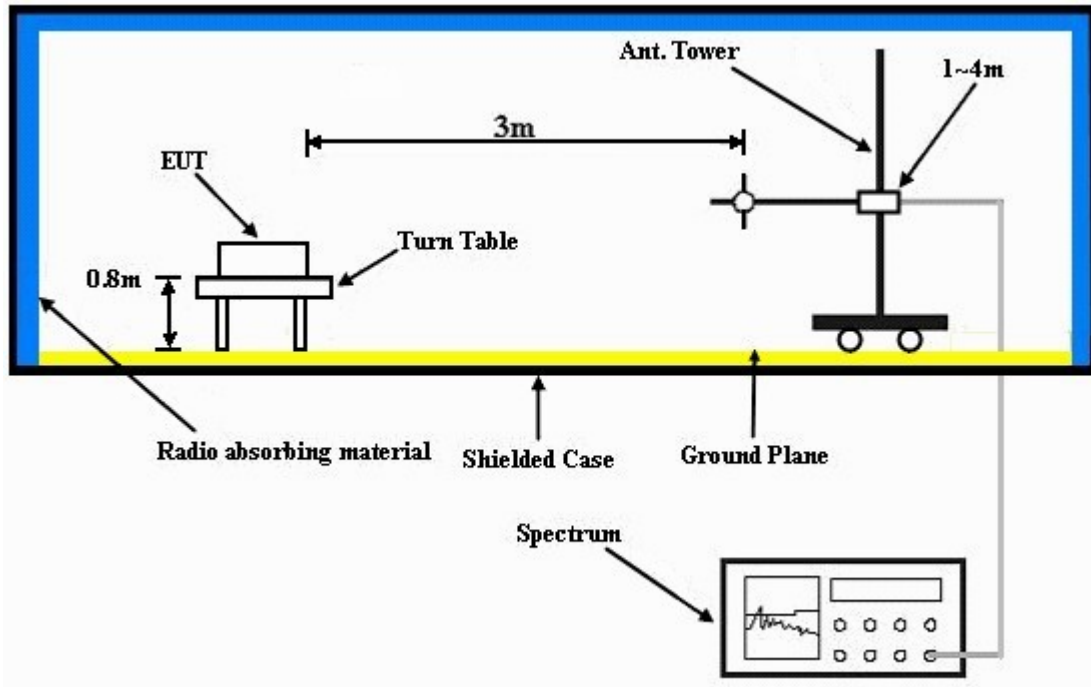 Ant. Tower
1~4m
3m
EUT
Turn Table
0.8m
Radio absorbing material
Shielded Case
Ground Plane
Spectrum